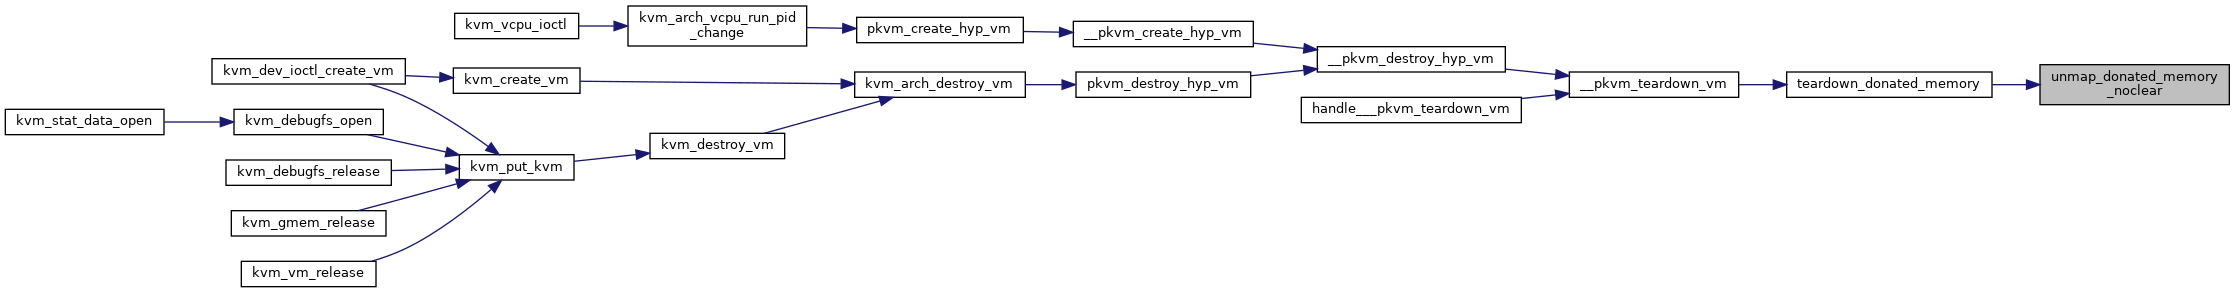 kvm_vcpu_ioctl
kvm_arch_vcpu_run_pid
_change
pkvm_create_hyp_vm
__pkvm_create_hyp_vm
kvm_dev_ioctl_create_vm
kvm_create_vm
kvm_arch_destroy_vm
pkvm_destroy_hyp_vm
__pkvm_destroy_hyp_vm
__pkvm_teardown_vm
teardown_donated_memory
unmap_donated_memory
_noclear
handle___pkvm_teardown_vm
kvm_stat_data_open
kvm_debugfs_open
kvm_destroy_vm
kvm_debugfs_release
kvm_put_kvm
kvm_gmem_release
kvm_vm_release